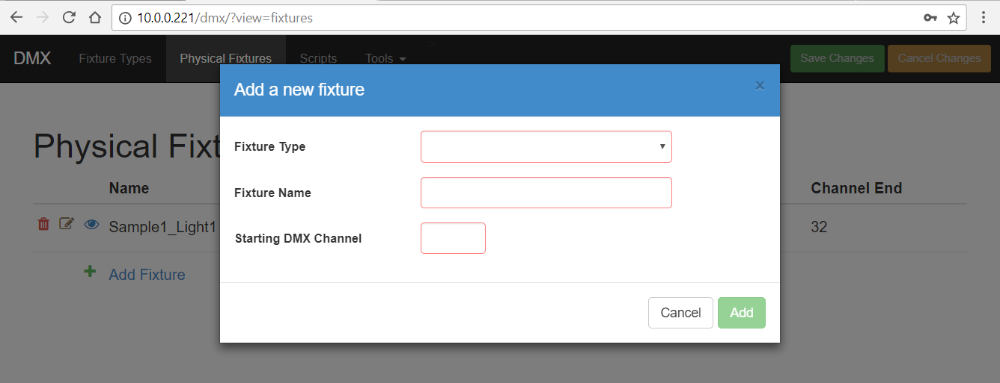 10.0.0.221/dmx/?view=fixtures
DMX Fixture Types Physical Fixtures Scripts Tools Save Changes Cancel Changes
Add a new fixture ×
Physical Fixt
Fixture Type
Name Fixture Name Channel End
Sample1_Light1 Starting DMX Channel 32
Add Fixture
Cancel Add